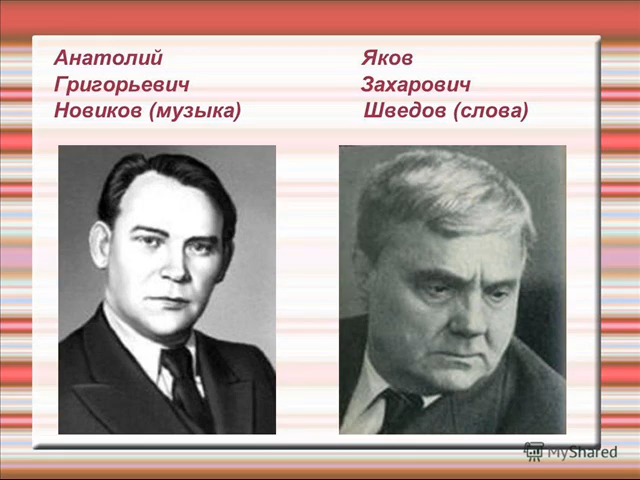 Анатолий
Григорьевич
Новиков (музыка)
Яков
Захарович
Шведов (слова)
MyShared